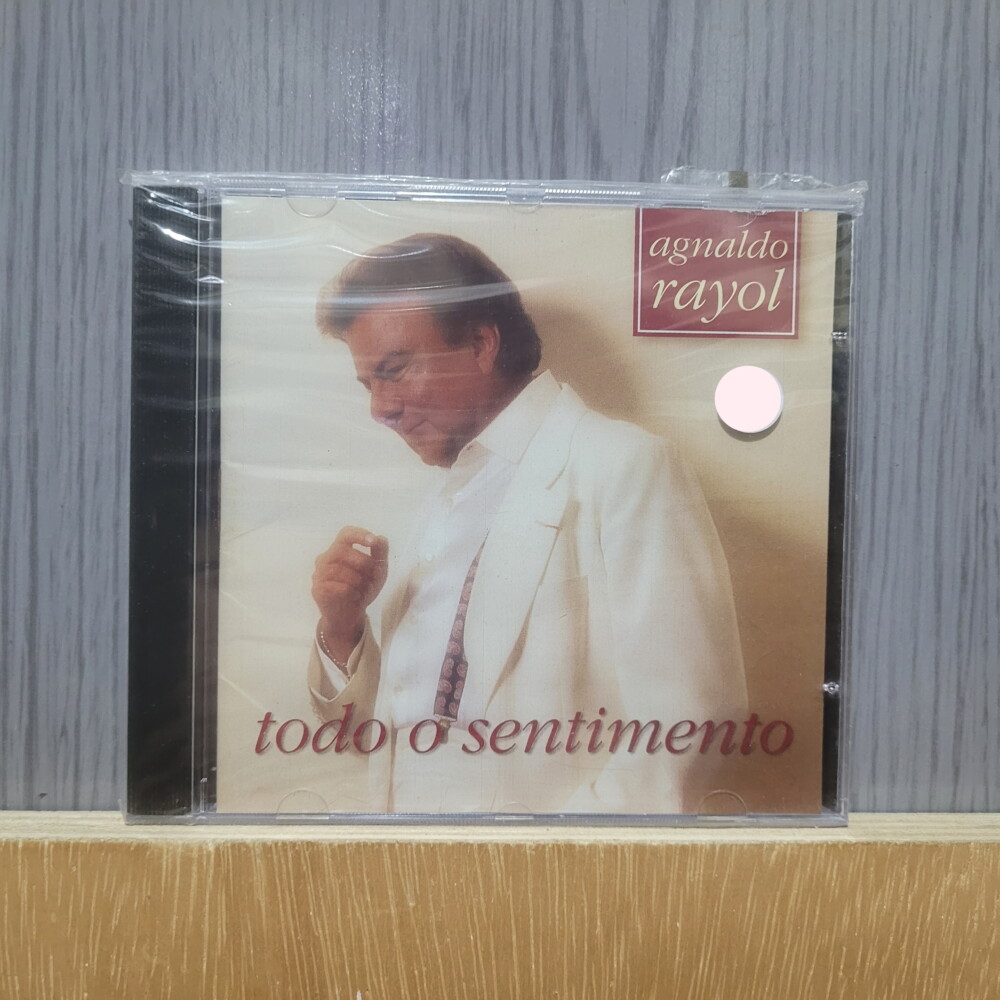 agnaldo
rayol
todo o sentimento